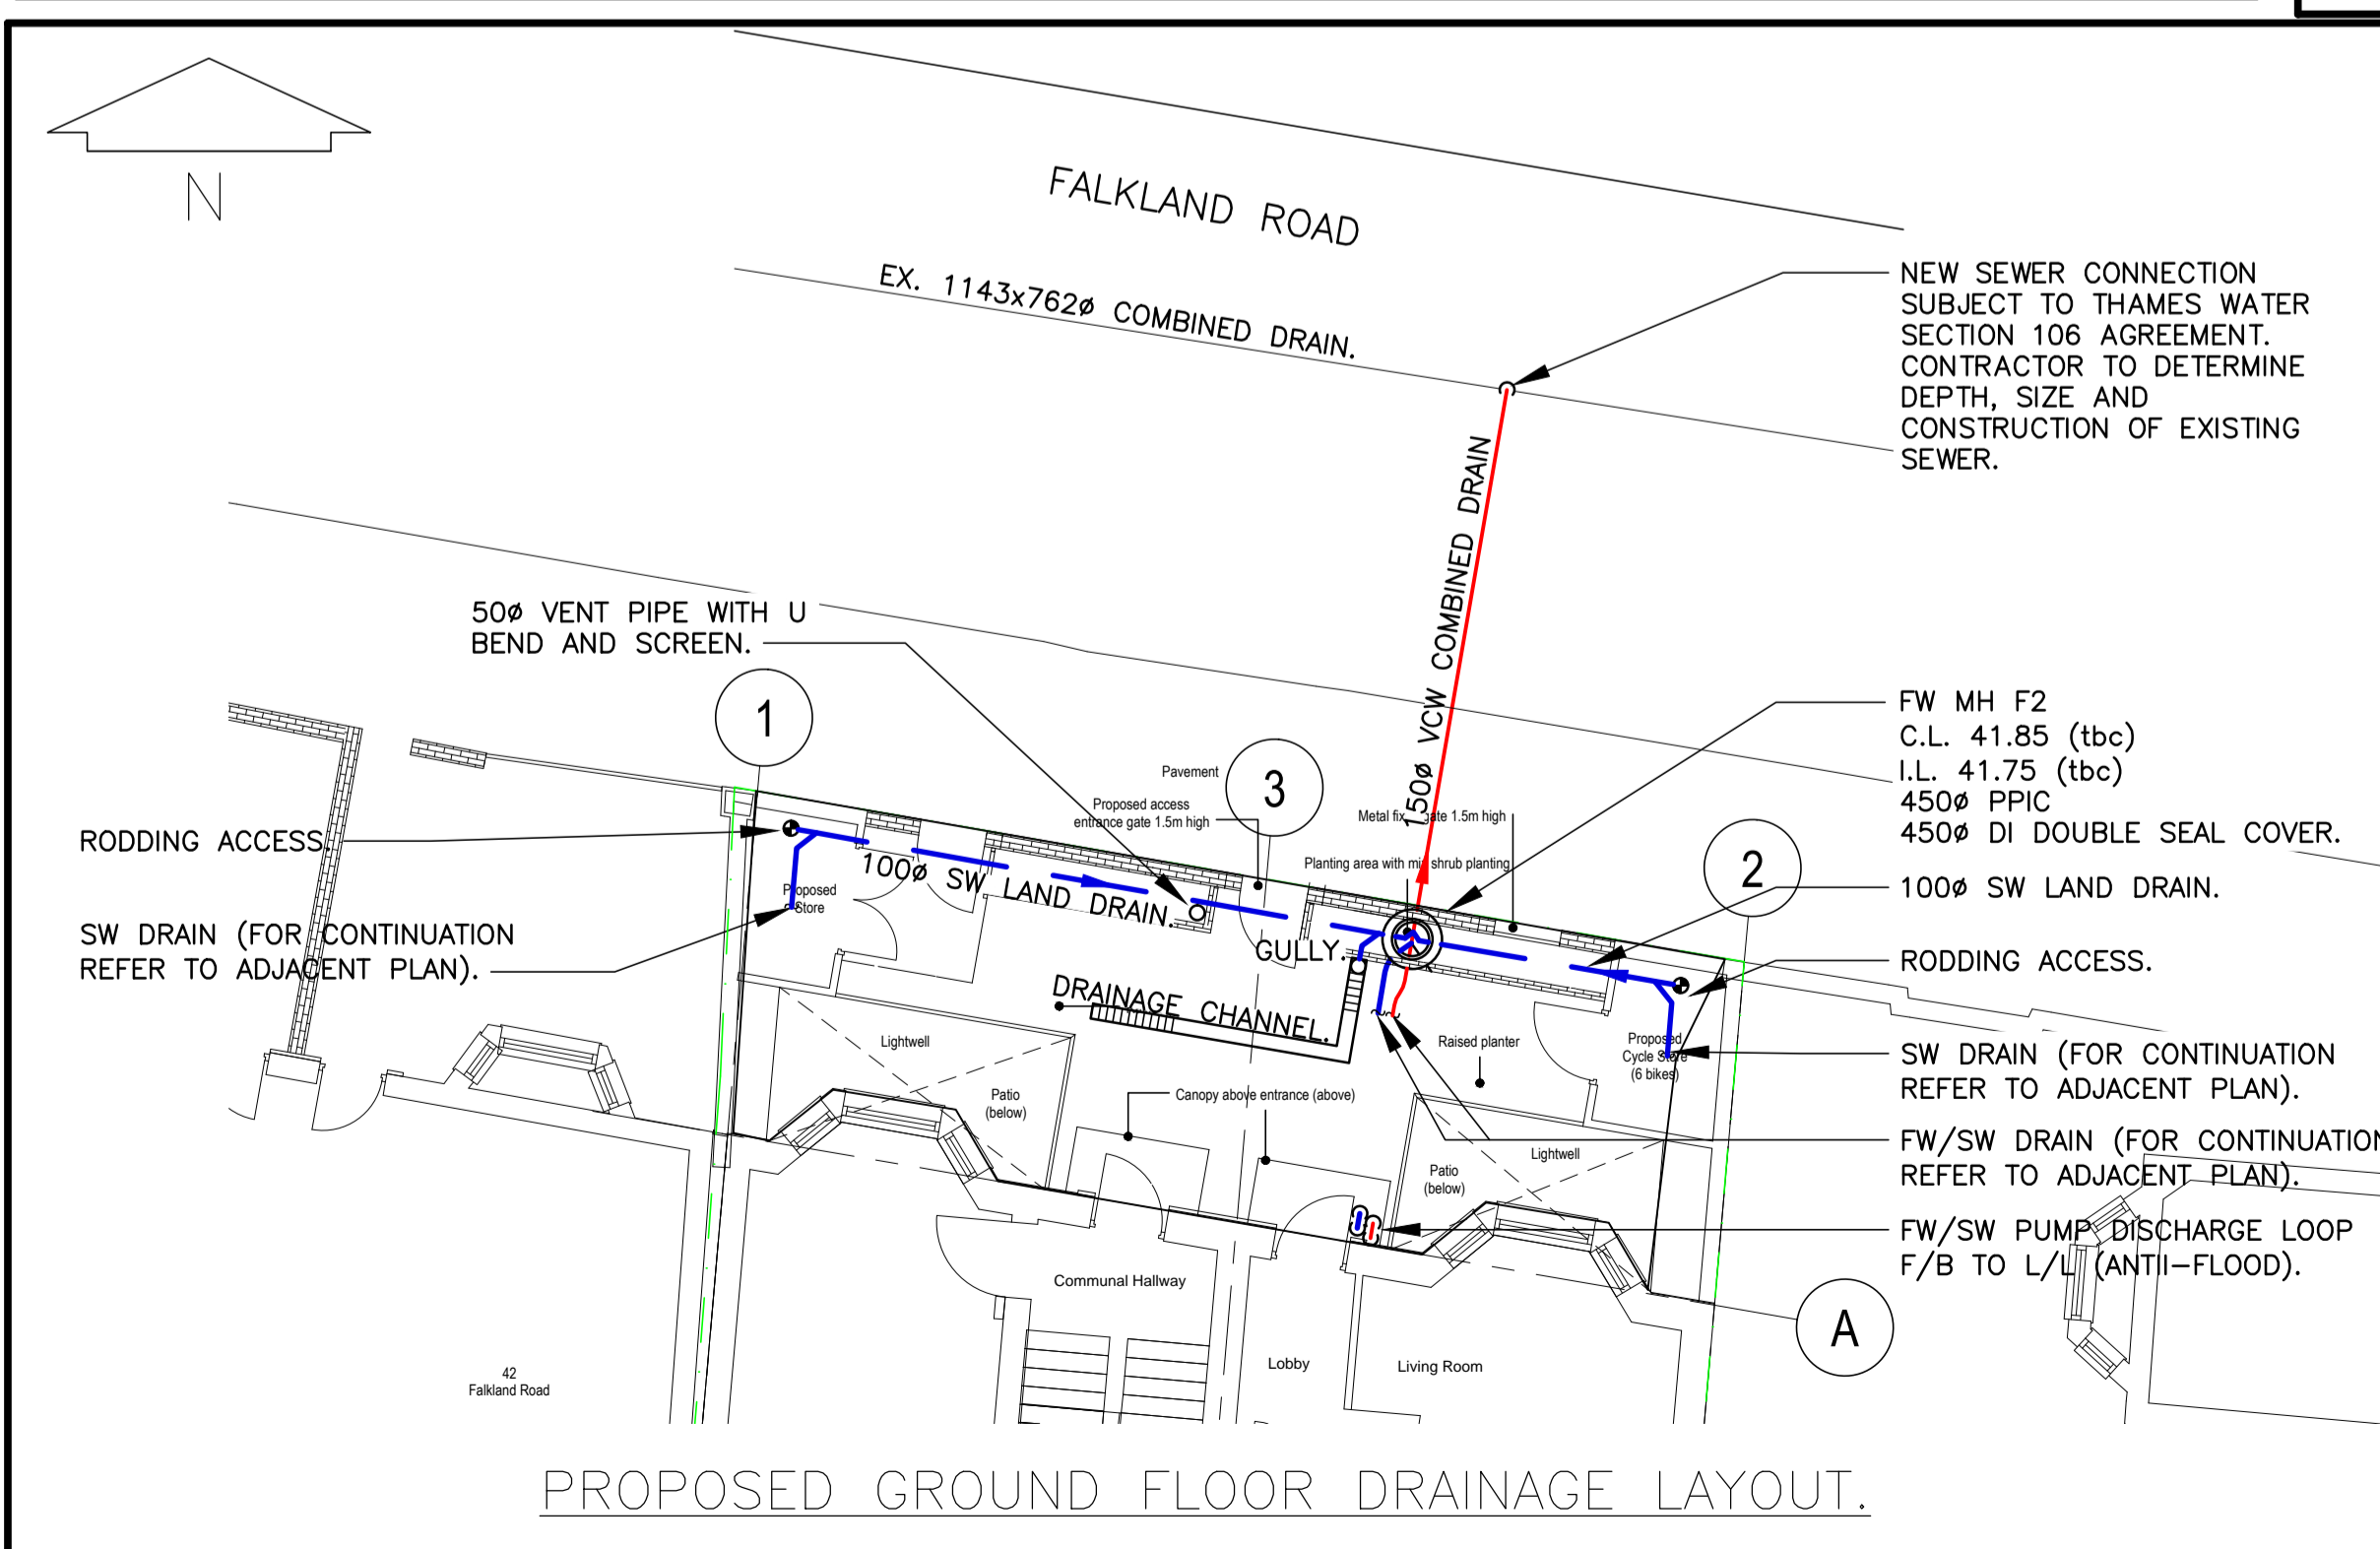 N
FALKLAND ROAD
EX. 1143x762ø COMBINED DRAIN.
NEW SEWER CONNECTION
SUBJECT TO THAMES WATER
SECTION 106 AGREEMENT.
CONTRACTOR TO DETERMINE
DEPTH, SIZE AND
CONSTRUCTION OF EXISTING
SEWER.
150ø VCW COMBINED DRAIN
50ø VENT PIPE WITH U
BEND AND SCREEN.
1
3
2
Pavement
Proposed access
entrance gate 1.5m high
Metal fix gate 1.5m high
Planting area with mix shrub planting
FW MH F2
C.L. 41.85 (tbc)
I.L. 41.75 (tbc)
450ø PPIC
450ø DI DOUBLE SEAL COVER.
RODDING ACCESS.
100ø SW LAND DRAIN.
100ø SW LAND DRAIN.
Proposed
Store
SW DRAIN (FOR CONTINUATION
REFER TO ADJACENT PLAN).
GULLY.
RODDING ACCESS.
DRAINAGE CHANNEL.
Lightwell
Raised planter
Proposed
Cycle Store
(6 bikes)
SW DRAIN (FOR CONTINUATION
REFER TO ADJACENT PLAN).
Patio
(below)
Canopy above entrance (above)
FW/SW DRAIN (FOR CONTINUATION
REFER TO ADJACENT PLAN).
Lightwell
Patio
(below)
FW/SW PUMP DISCHARGE LOOP
F/B TO L/L (ANTII-FLOOD).
Communal Hallway
A
Lobby
Living Room
42
Falkland Road
PROPOSED GROUND FLOOR DRAINAGE LAYOUT.